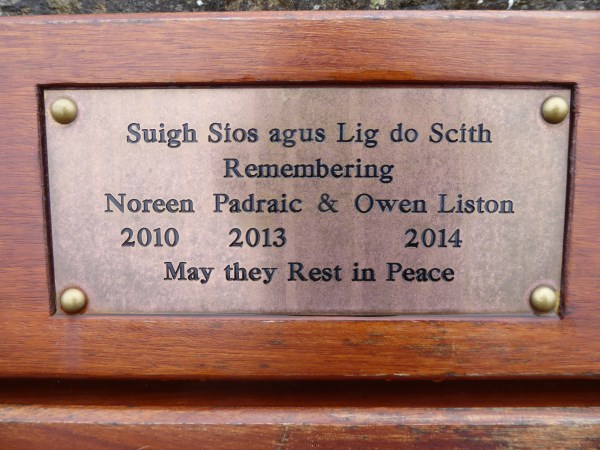 Suigh Síos agus Lig do Scíth
Remembering
Noreen Padraic & Owen Liston
2010 2013 2014
May they Rest in Peace